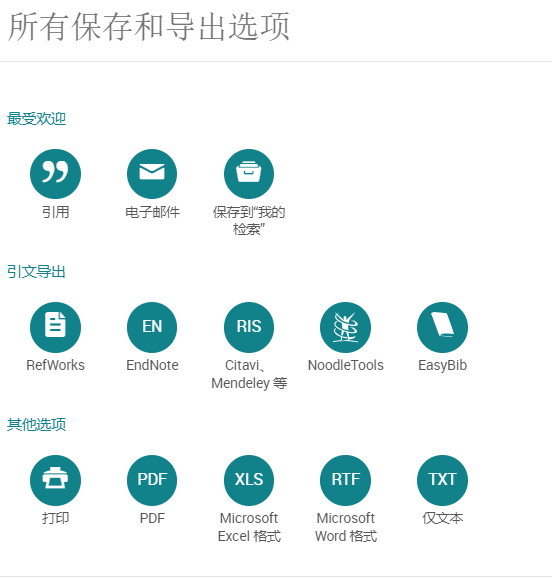 所有保存和导出选项
最受欢迎
引用
电子邮件
保存到“我的
检索”
引文导出
EN
RIS
RefWorks
EndNote
Citavi、
Mendeley 等
NoodleTools
EasyBib
其他选项
PDF
XLS
RTF
TXT
打印
PDF
Microsoft
Excel 格式
Microsoft
Word 格式
仅文本